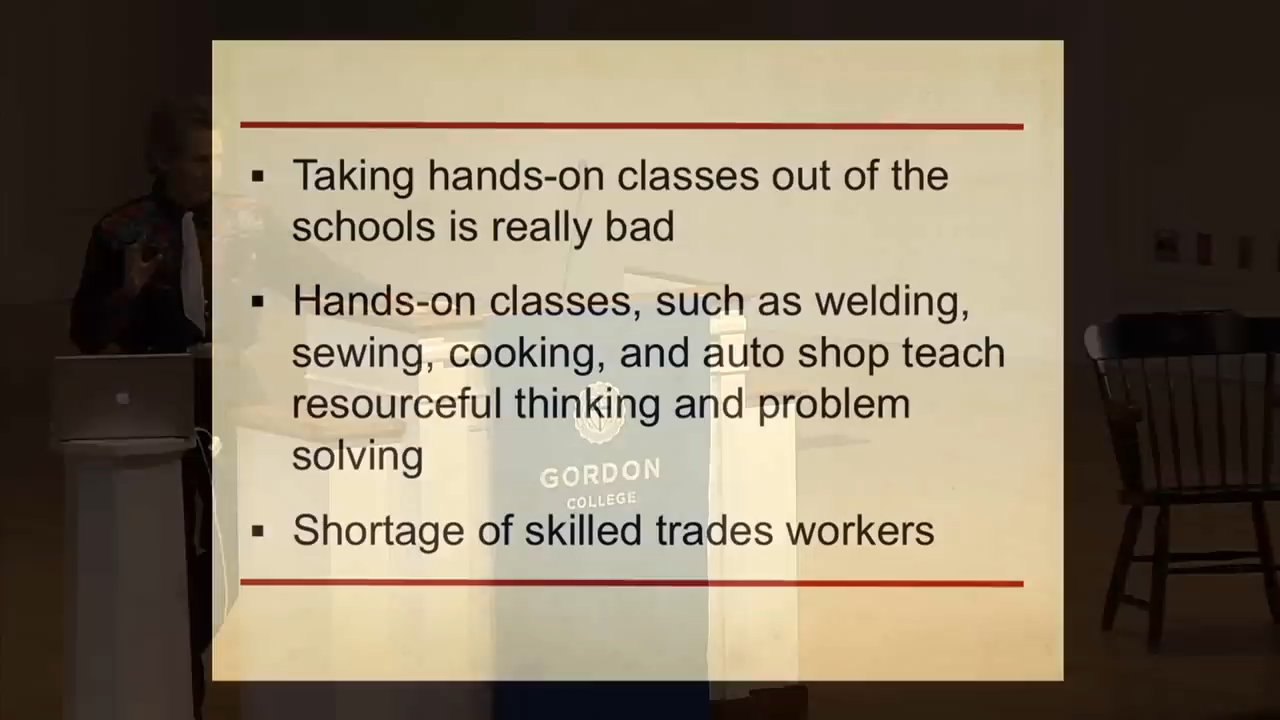 ▪ Taking hands-on classes out of the
schools is really bad
▪ Hands-on classes, such as welding,
sewing, cooking, and auto shop teach
resourceful thinking and problem
solving
GORDON
COLLEGE
▪ Shortage of skilled trades workers